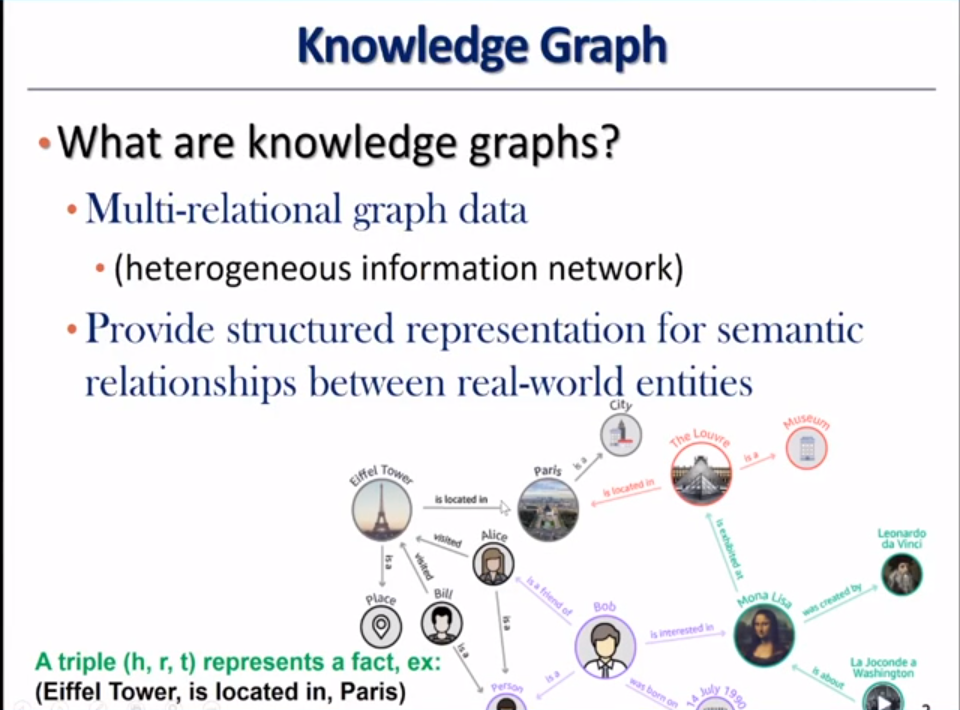 Knowledge Graph
•What are knowledge graphs?
•Multi-relational graph data
•(heterogeneous information network)
•Provide structured representation for semantic
relationships between real-world entities
City
Museum
The Louvre
is a
is a
Paris
Eiffel Tower
is located in
is located in
Alice
visited
visited
is a
is exhibited at
Leonardo
da Vinci
was created by
Mona Lisa
Place
Bill
is a friend of
Bob
is interested in
is a
is a
A triple (h, r, t) represents a fact, ex:
(Eiffel Tower, is located in, Paris)
Person
is a
was born on
14 July 1990
is about
La Joconde a
Washington